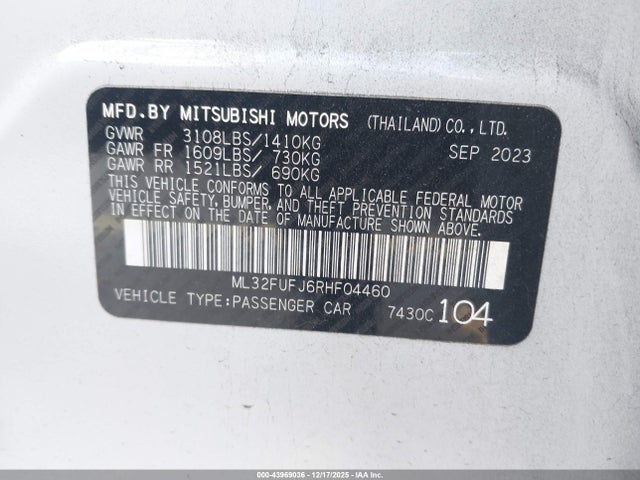 MFD.BY MITSUBISHI MOTORS (THAILAND) CO., LTD.
GVWR 3108LBS/1410KG SEP 2023
GAWR FR 1609LBS/ 730KG
GAWR RR 1521LBS/ 690KG
THIS VEHICLE CONFORMS TO ALL APPLICABLE FEDERAL MOTOR
VEHICLE SAFETY, BUMPER, AND THEFT PREVENTION STANDARDS
IN EFFECT ON THE DATE OF MANUFACTURE SHOWN ABOVE.
ML32FUFJ6RHF04460
VEHICLE TYPE:PASSENGER CAR 7430C 104
000-43969036 - 12/17/2025 - IAA Inc.